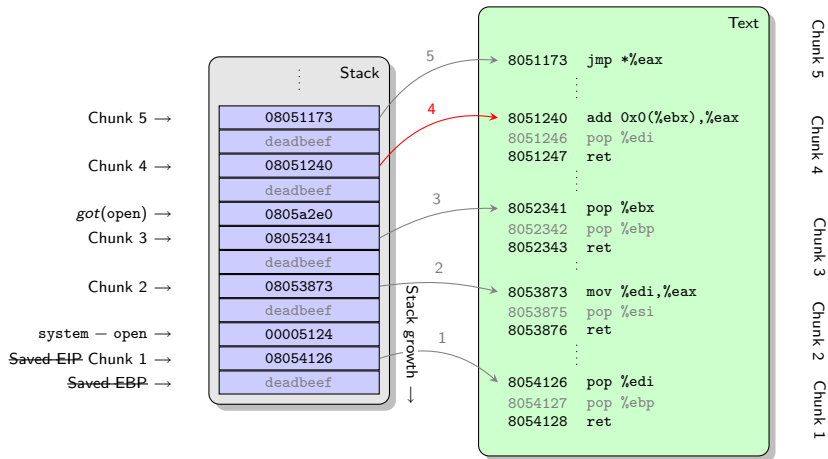 Stack
Chunk 5 → 08051173
deadbeef
Chunk 4 → 08051240
deadbeef
got(open) → 0805a2e0
Chunk 3 → 08052341
deadbeef
Chunk 2 → 08053873
deadbeef
system − open → 00005124
Saved EIP Chunk 1 → 08054126
Saved EBP → deadbeef
Stack growth →
5
4
3
2
1
Text
8051173 jmp *%eax
8051240 add 0x0(%ebx),%eax
8051246 pop %edi
8051247 ret
8052341 pop %ebx
8052342 pop %ebp
8052343 ret
8053873 mov %edi,%eax
8053875 pop %esi
8053876 ret
8054126 pop %edi
8054127 pop %ebp
8054128 ret
Chunk 5
Chunk 4
Chunk 3
Chunk 2
Chunk 1